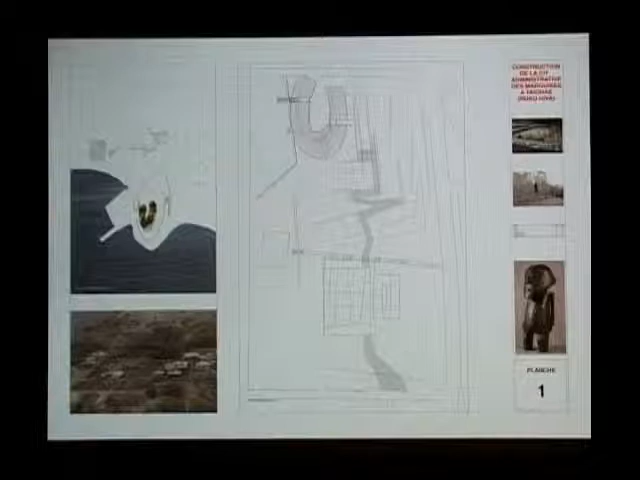 CONSTRUCTION
DE LA CITÉ
ADMINISTRATIVE
DES MARQUISES
A TAIOHAE
(NUKU HIVA)
PLANCHE
1